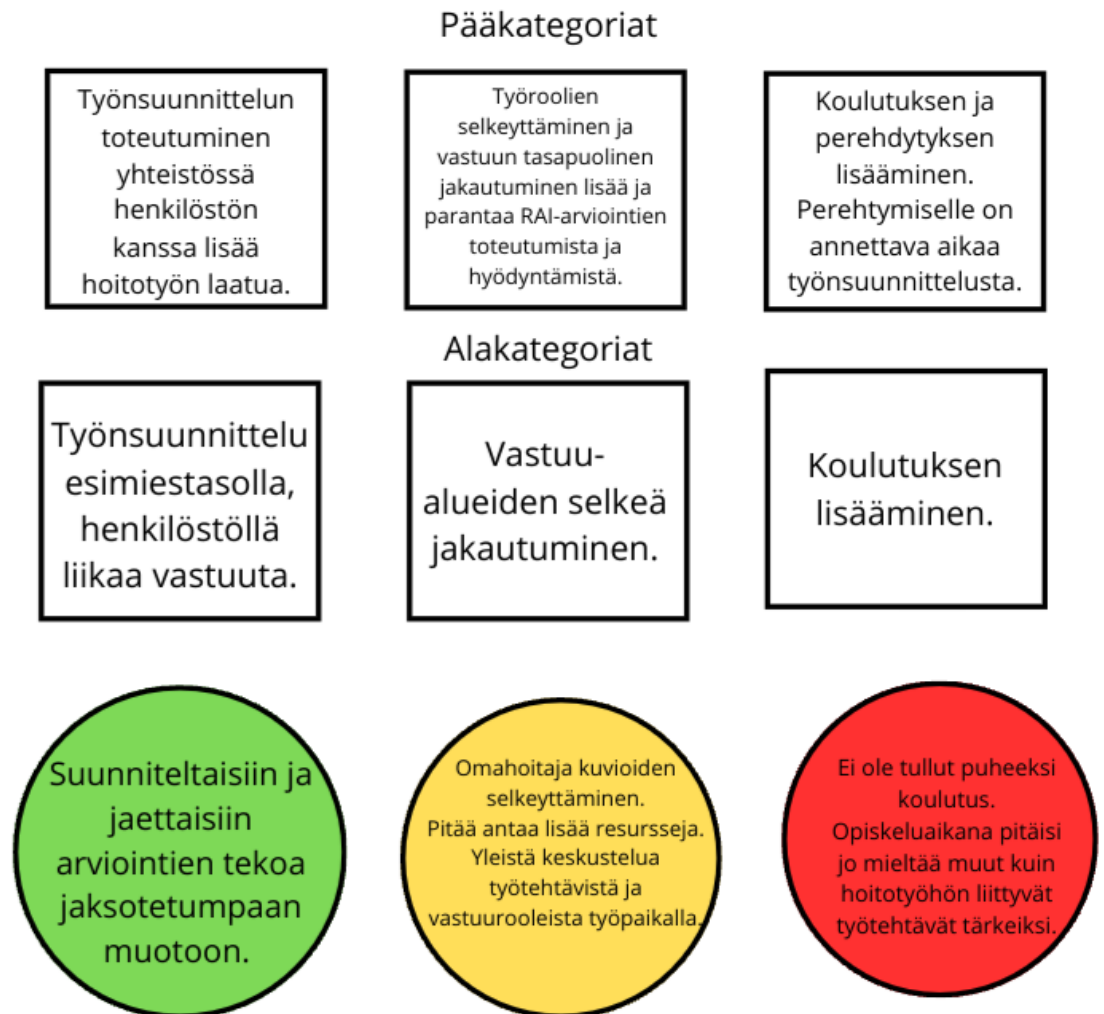 Pääkategoriat
Työnsuunnittelun
toteutuminen
yhteistössä
henkilöstön
kanssa lisää
hoitotyön laatua.
Työroolien
selkeyttäminen ja
vastuun tasapuolinen
jakautuminen lisää ja
parantaa RAI-arviointien
toteutumista ja
hyödyntämistä.
Koulutuksen ja
perehdytyksen
lisääminen.
Perehtymiselle on
annettava aikaa
työnsuunnittelusta.
Alakategoriat
Työnsuunnittelu
esimiestasolla,
henkilöstöllä
liikaa vastuuta.
Vastuu-
alueiden selkeä
jakautuminen.
Koulutuksen
lisääminen.
Suunniteltaisiin ja
jaettaisiin
arviointien tekoa
jaksotetumpaan
muotoon.
Omahoitaja kuvioiden
selkeyttäminen.
Pitää antaa lisää resursseja.
Yleistä keskustelua
työtehtävistä ja
vastuurooleista työpaikalla.
Ei ole tullut puheeksi
koulutus.
Opiskeluaikana pitäisi
jo mieltää muut kuin
hoitotyöhön liittyvät
työtehtävät tärkeiksi.